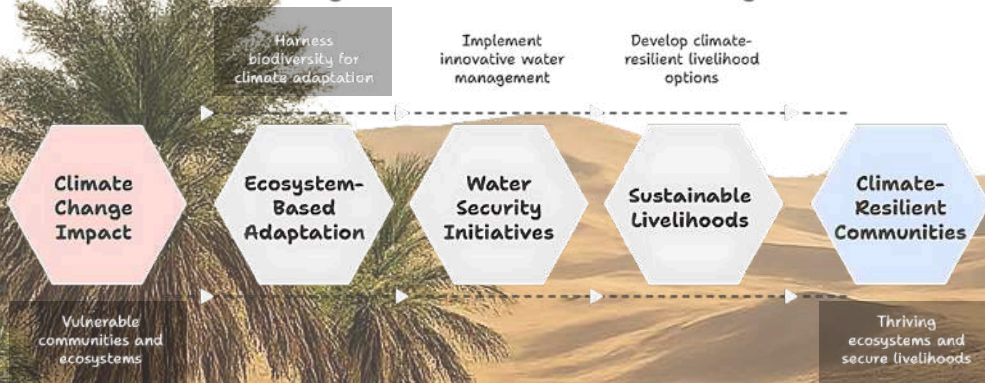 Harness
biodiversity for
climate adaptation
Implement
innovative water
management
Develop climate-
resilient livelihood
options
Climate
Change
Impact
Ecosystem-
Based
Adaptation
Water
Security
Initiatives
Sustainable
Livelihoods
Climate-
Resilient
Communities
Vulnerable
communities and
ecosystems
Thriving
ecosystems and
secure livelihoods